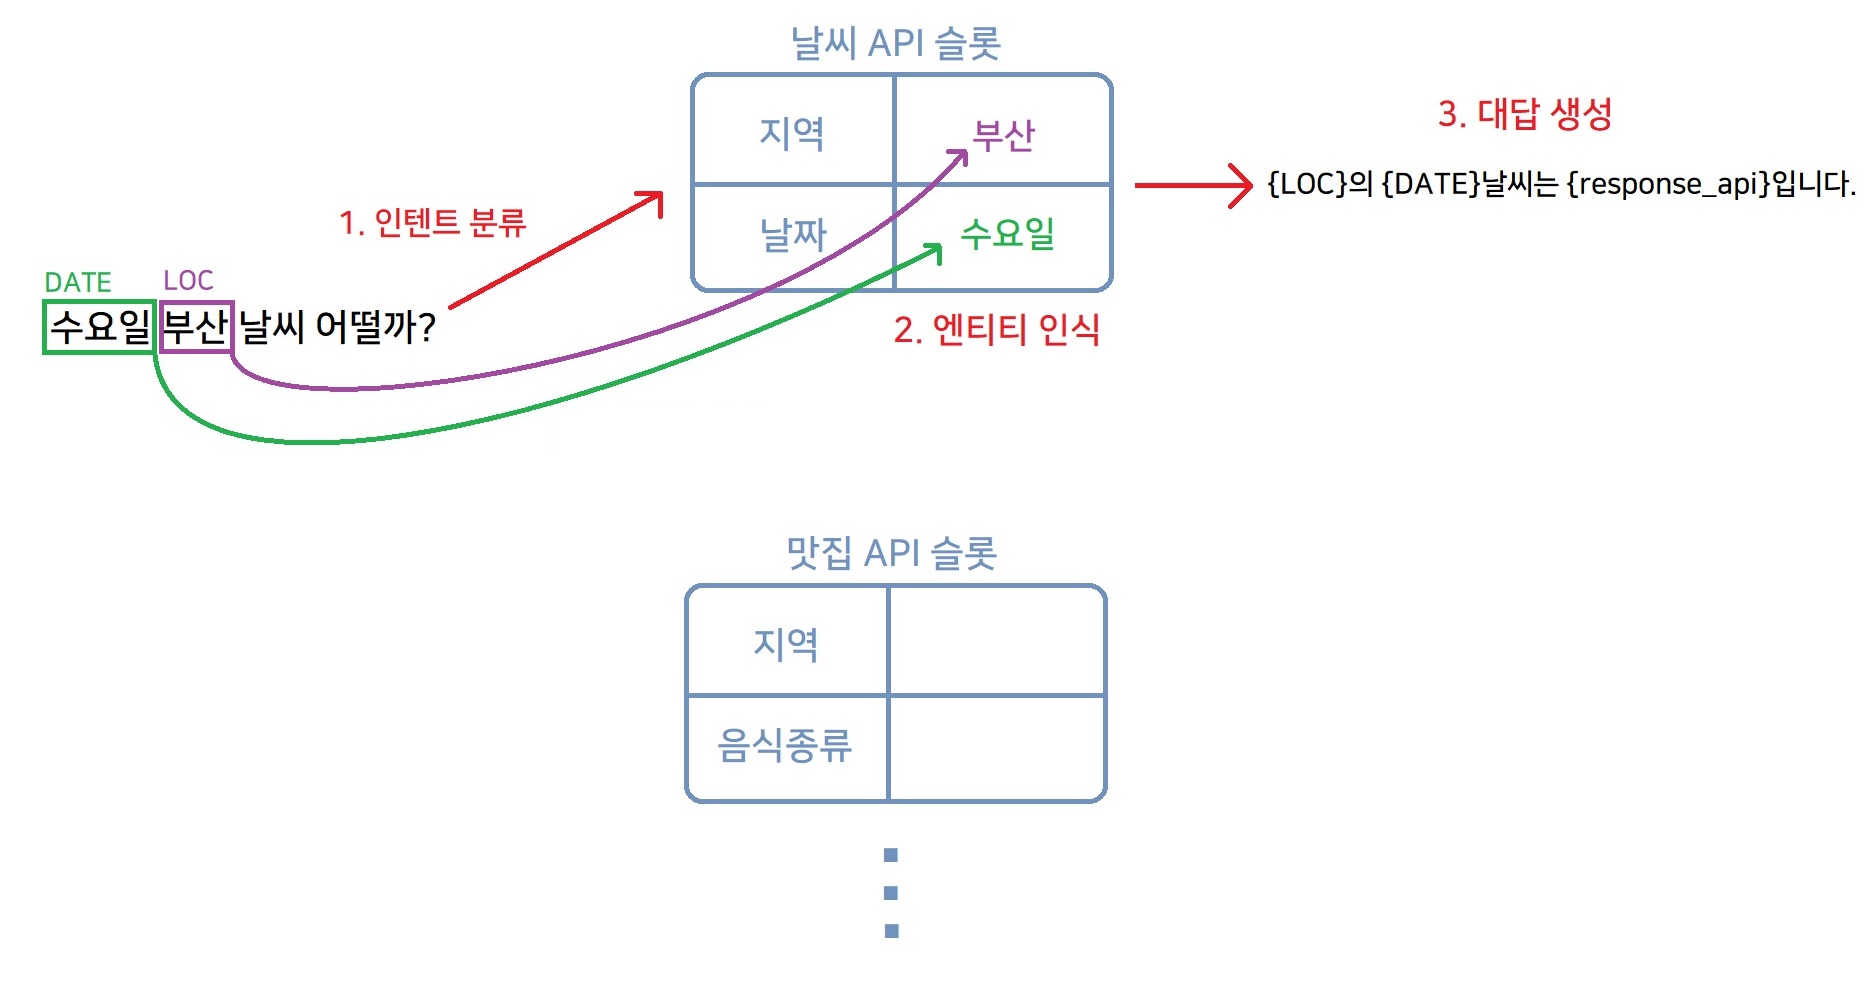 날씨 API 슬롯
지역
부산
날짜
수요일
1. 인텐트 분류
DATE
LOC
수요일 부산 날씨 어떨까?
2. 엔티티 인식
3. 대답 생성
{LOC}의 {DATE}날씨는 {response_api}입니다.
맛집 API 슬롯
지역
음식종류